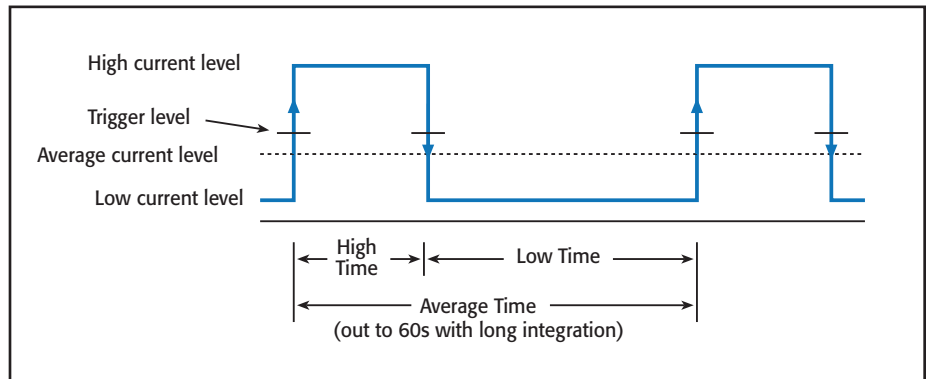 High current level
Trigger level
Average current level
Low current level
High
Time
Low Time
Average Time
(out to 60s with long integration)